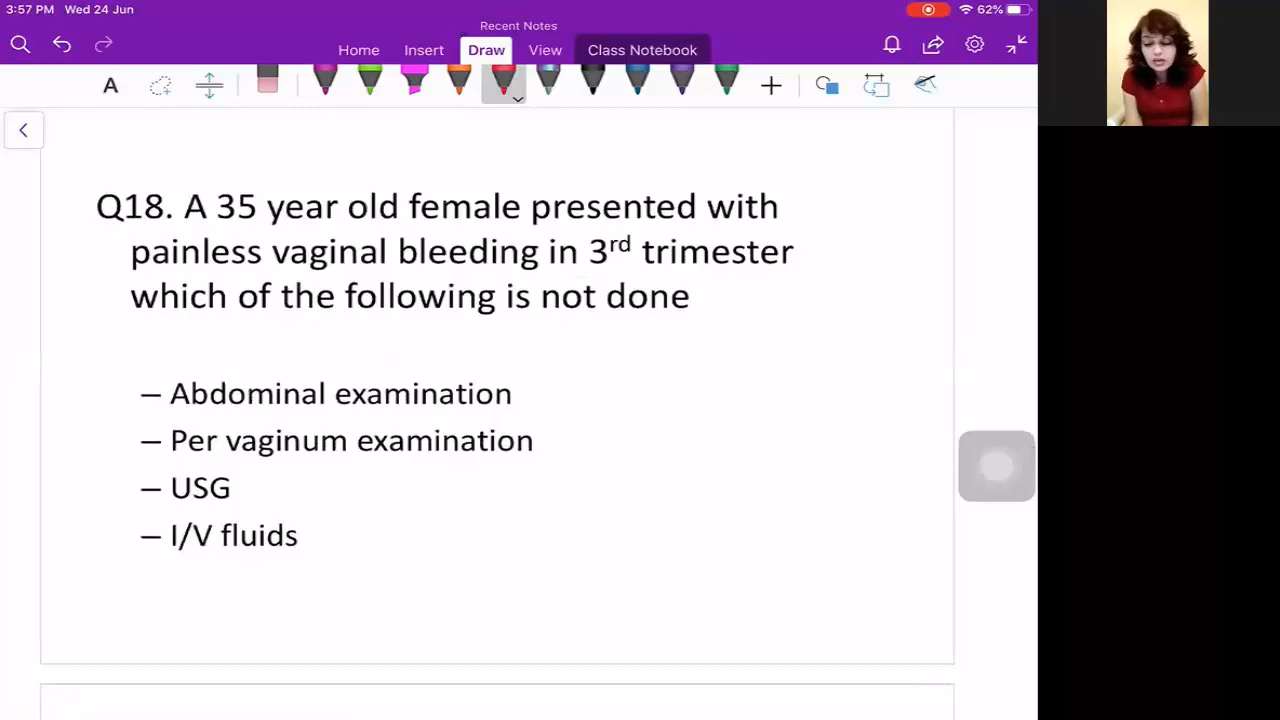 3:57 PM Wed 24 Jun
62%
Recent Notes
Home Insert Draw View Class Notebook
A
Q18. A 35 year old female presented with
painless vaginal bleeding in 3rd trimester
which of the following is not done
– Abdominal examination
– Per vaginum examination
– USG
– I/V fluids